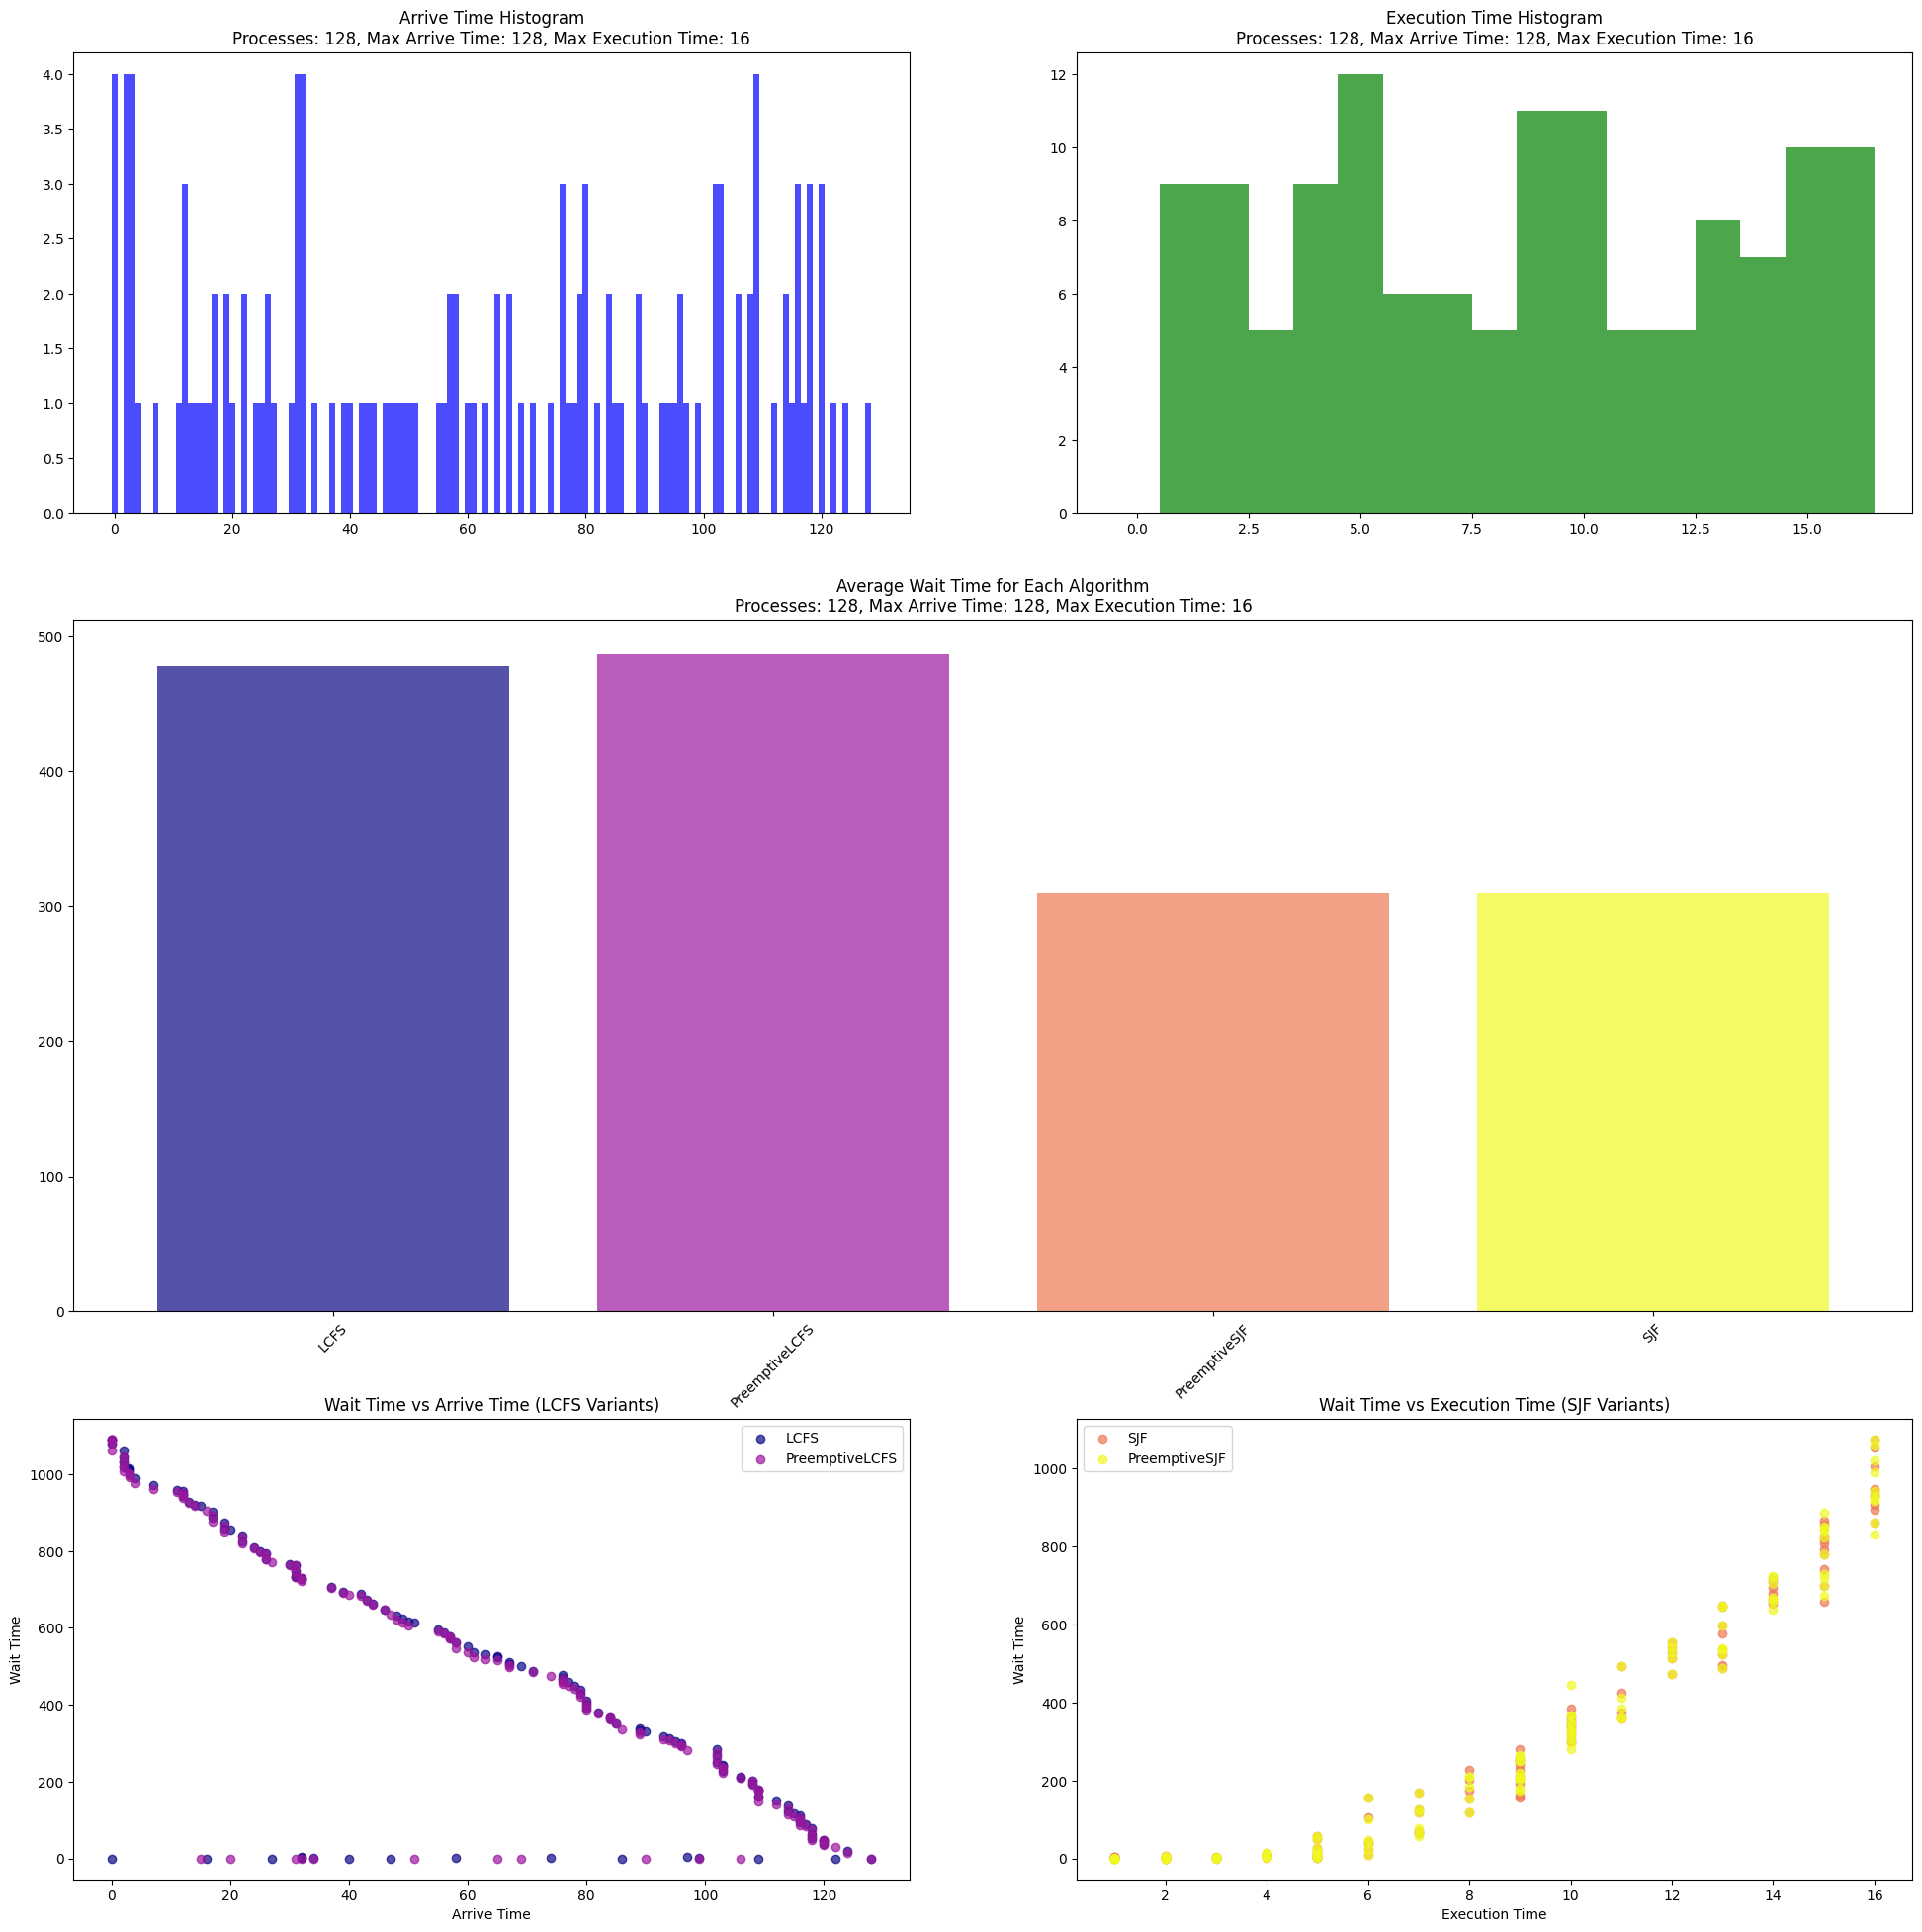 Arrive Time Histogram
Processes: 128, Max Arrive Time: 128, Max Execution Time: 16
4.0
3.5
3.0
2.5
2.0
1.5
1.0
0.5
0.0
0 20 40 60 80 100 120
Execution Time Histogram
Processes: 128, Max Arrive Time: 128, Max Execution Time: 16
12
10
8
6
4
2
0
0.0 2.5 5.0 7.5 10.0 12.5 15.0
Average Wait Time for Each Algorithm
Processes: 128, Max Arrive Time: 128, Max Execution Time: 16
500
400
300
200
100
0
LCFS
PreemptiveLCFS
PreemptiveSJF
SJF
Wait Time vs Arrive Time (LCFS Variants)
LCFS
PreemptiveLCFS
Wait Time
1000
800
600
400
200
0
0 20 40 60 80 100 120
Arrive Time
Wait Time vs Execution Time (SJF Variants)
SJF
PreemptiveSJF
Wait Time
1000
800
600
400
200
0
2 4 6 8 10 12 14 16
Execution Time